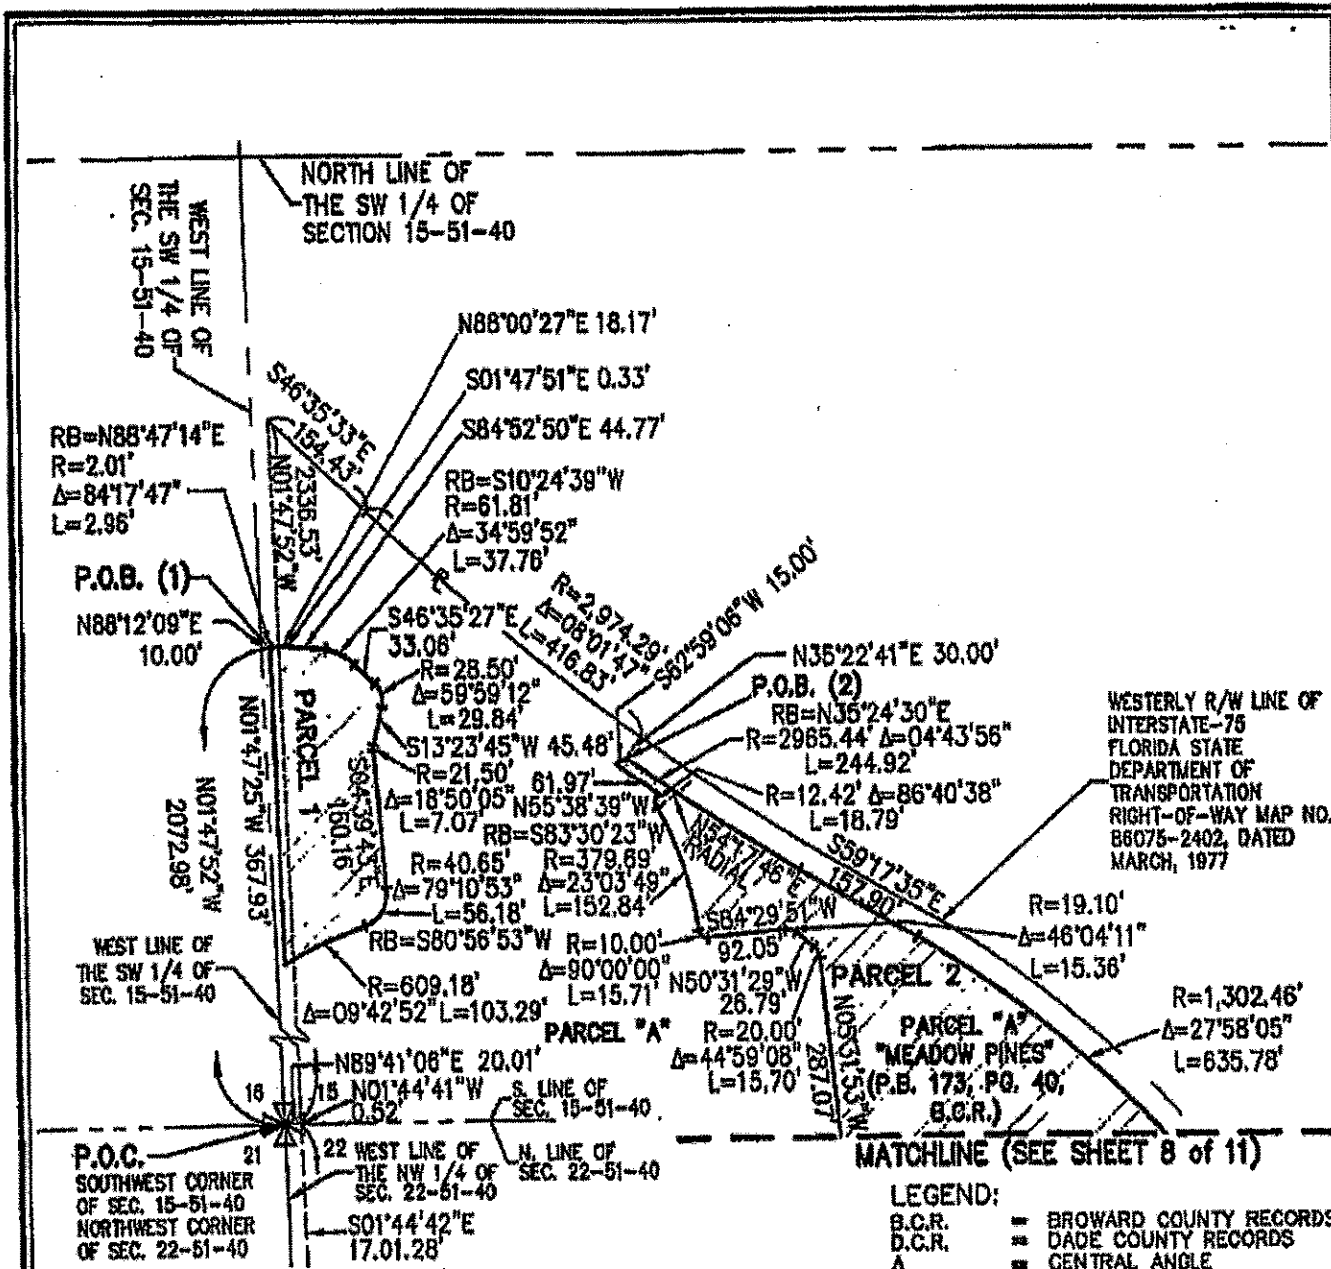 NORTH LINE OF
THE SW 1/4 OF
SECTION 15-51-40
WEST LINE OF
THE SW 1/4 OF
SEC. 15-51-40
N88°00'27"E 18.17'
S01°47'51"E 0.33'
S84°52'50"E 44.77'
S46°35'33"E
154.43'
RB=N88°47'14"E
R=2.01'
Δ=84°17'47"
L=2.96'
2336.53'
N01°47'52"W
RB=S10°24'39"W
R=61.81'
Δ=34°59'52"
L=37.76'
P.O.B. (1)
N88°12'09"E
10.00'
S46°35'27"E
33.06'
R=28.50'
Δ=59°59'12"
L=29.84'
S13°23'45"W 45.48'
R=21.50'
Δ=18°50'05"
L=7.07'
PARCEL 1
N01°47'25"W 367.93'
N01°47'52"W
2072.98'
S04°39'43"E
160.16
R=40.65'
Δ=79°10'53"
L=56.18'
RB=S80°56'53"W
R=609.18'
Δ=09°42'52" L=103.29'
R=2,974.29'
Δ=08°01'47"
L=416.83'
S62°59'06"W 15.00'
N35°22'41"E 30.00'
P.O.B. (2)
RB=N35°24'30"E
R=2965.44' Δ=04°43'56"
L=244.92'
R=12.42' Δ=86°40'38"
L=18.79'
61.97'
N55°38'39"W
RB=S83°30'23"W
R=379.69'
Δ=23°03'49"
L=152.84'
N54°17'46"E
RADIAL
S59°17'35"E
157.90'
WESTERLY R/W LINE OF
INTERSTATE-75
FLORIDA STATE
DEPARTMENT OF
TRANSPORTATION
RIGHT-OF-WAY MAP NO.
86075-2402, DATED
MARCH, 1977
S84°29'51"W
92.05'
R=10.00'
Δ=90°00'00"
L=15.71'
N50°31'29"W
26.79'
R=20.00'
Δ=44°59'08"
L=15.70'
N05°31'53"W
287.07'
R=19.10'
Δ=46°04'11"
L=15.36'
R=1,302.46'
Δ=27°58'05"
L=635.78'
PARCEL 2
PARCEL "A"
"MEADOW PINES"
(P.B. 173, PG. 40,
B.C.R.)
PARCEL "A"
WEST LINE OF
THE SW 1/4 OF
SEC. 15-51-40
N89°41'06"E 20.01'
N01°44'41"W
0.52'
16
15
21
22
S. LINE OF
SEC. 15-51-40
N. LINE OF
SEC. 22-51-40
P.O.C.
SOUTHWEST CORNER
OF SEC. 15-51-40
NORTHWEST CORNER
OF SEC. 22-51-40
WEST LINE OF
THE NW 1/4 OF
SEC. 22-51-40
S01°44'42"E
17.01.28'
MATCHLINE (SEE SHEET 8 of 11)
LEGEND:
B.C.R. = BROWARD COUNTY RECORDS
D.C.R. = DADE COUNTY RECORDS
Δ = CENTRAL ANGLE